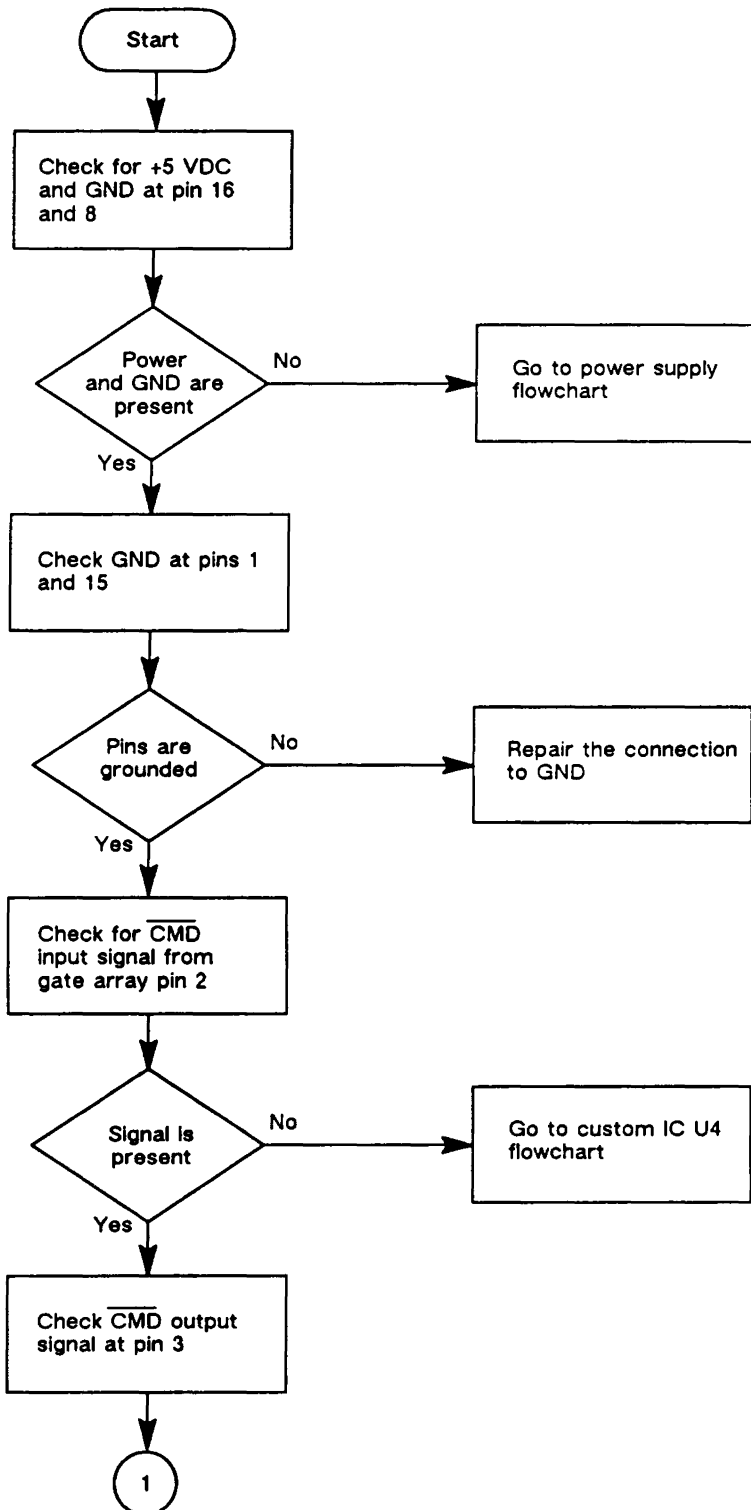 Start
Check for +5 VDC
and GND at pin 16
and 8
Power
and GND are
present
No
Go to power supply
flowchart
Yes
Check GND at pins 1
and 15
Pins are
grounded
No
Repair the connection
to GND
Yes
Check for C̅M̅D̅
input signal from
gate array pin 2
Signal is
present
No
Go to custom IC U4
flowchart
Yes
Check C̅M̅D̅ output
signal at pin 3
1